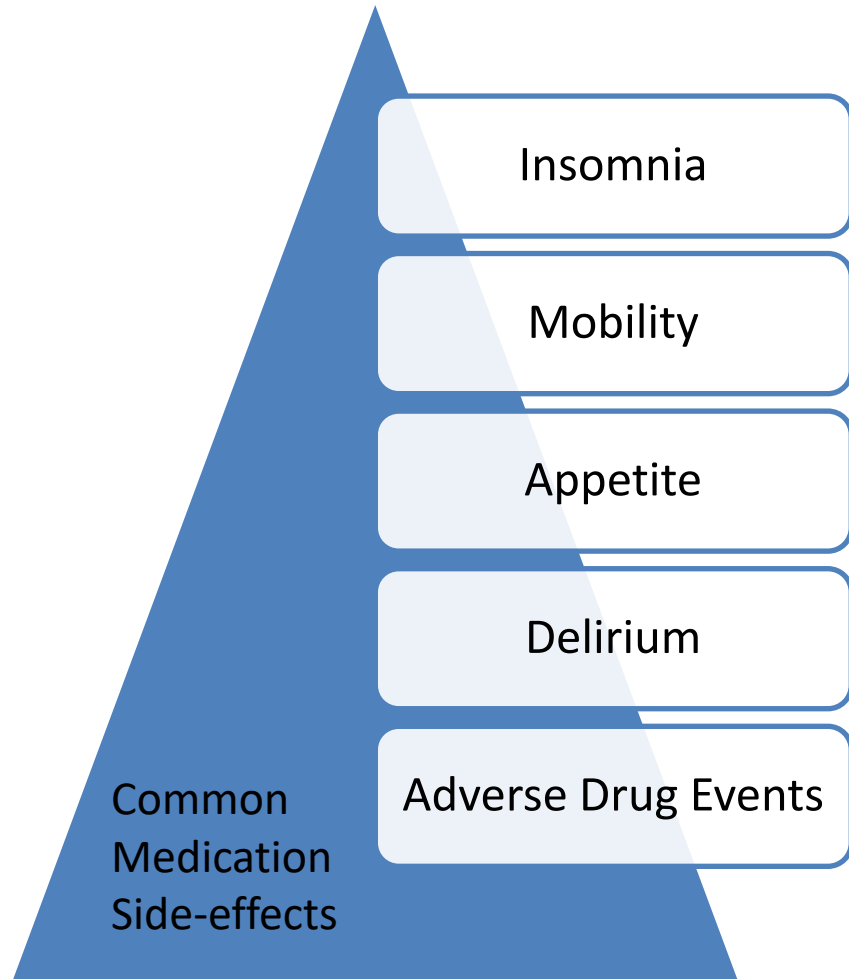 Insomnia
Mobility
Appetite
Delirium
Adverse Drug Events
Common
Medication
Side-effects